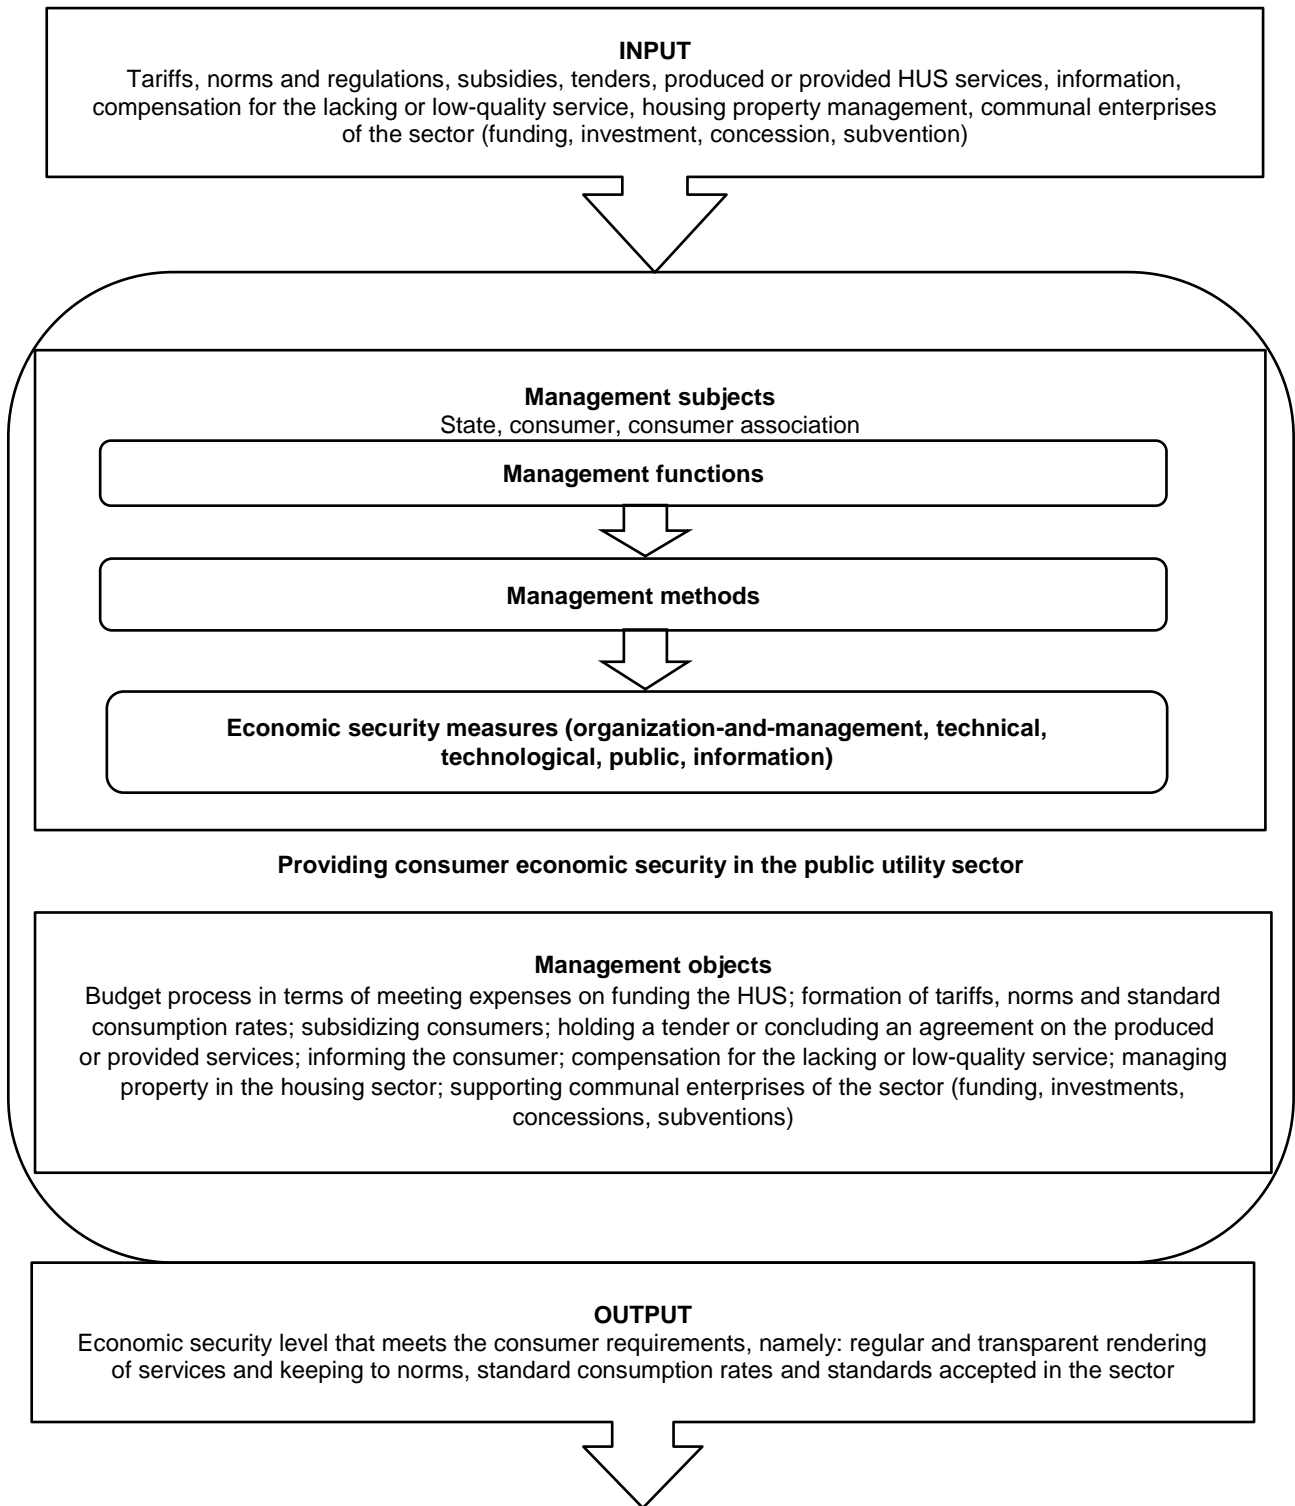 INPUT
Tariffs, norms and regulations, subsidies, tenders, produced or provided HUS services, information,
compensation for the lacking or low-quality service, housing property management, communal enterprises
of the sector (funding, investment, concession, subvention)
Management subjects
State, consumer, consumer association
Management functions
Management methods
Economic security measures (organization-and-management, technical,
technological, public, information)
Providing consumer economic security in the public utility sector
Management objects
Budget process in terms of meeting expenses on funding the HUS; formation of tariffs, norms and standard
consumption rates; subsidizing consumers; holding a tender or concluding an agreement on the produced
or provided services; informing the consumer; compensation for the lacking or low-quality service; managing
property in the housing sector; supporting communal enterprises of the sector (funding, investments,
concessions, subventions)
OUTPUT
Economic security level that meets the consumer requirements, namely: regular and transparent rendering
of services and keeping to norms, standard consumption rates and standards accepted in the sector